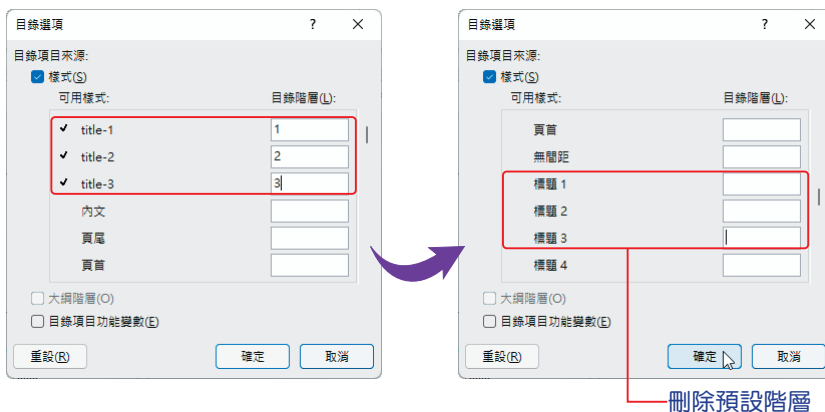 目錄選項 ? ×
目錄項目來源:
樣式(S)
可用樣式: 目錄階層(L):
title-1 1
title-2 2
title-3 3
內文
頁尾
頁首
大綱階層(O)
目錄項目功能變數(E)
重設(R) 確定 取消
目錄選項 ? ×
目錄項目來源:
樣式(S)
可用樣式: 目錄階層(L):
頁首
無間距
標題 1
標題 2
標題 3
標題 4
大綱階層(O)
目錄項目功能變數(E)
重設(R) 確定 取消
刪除預設階層